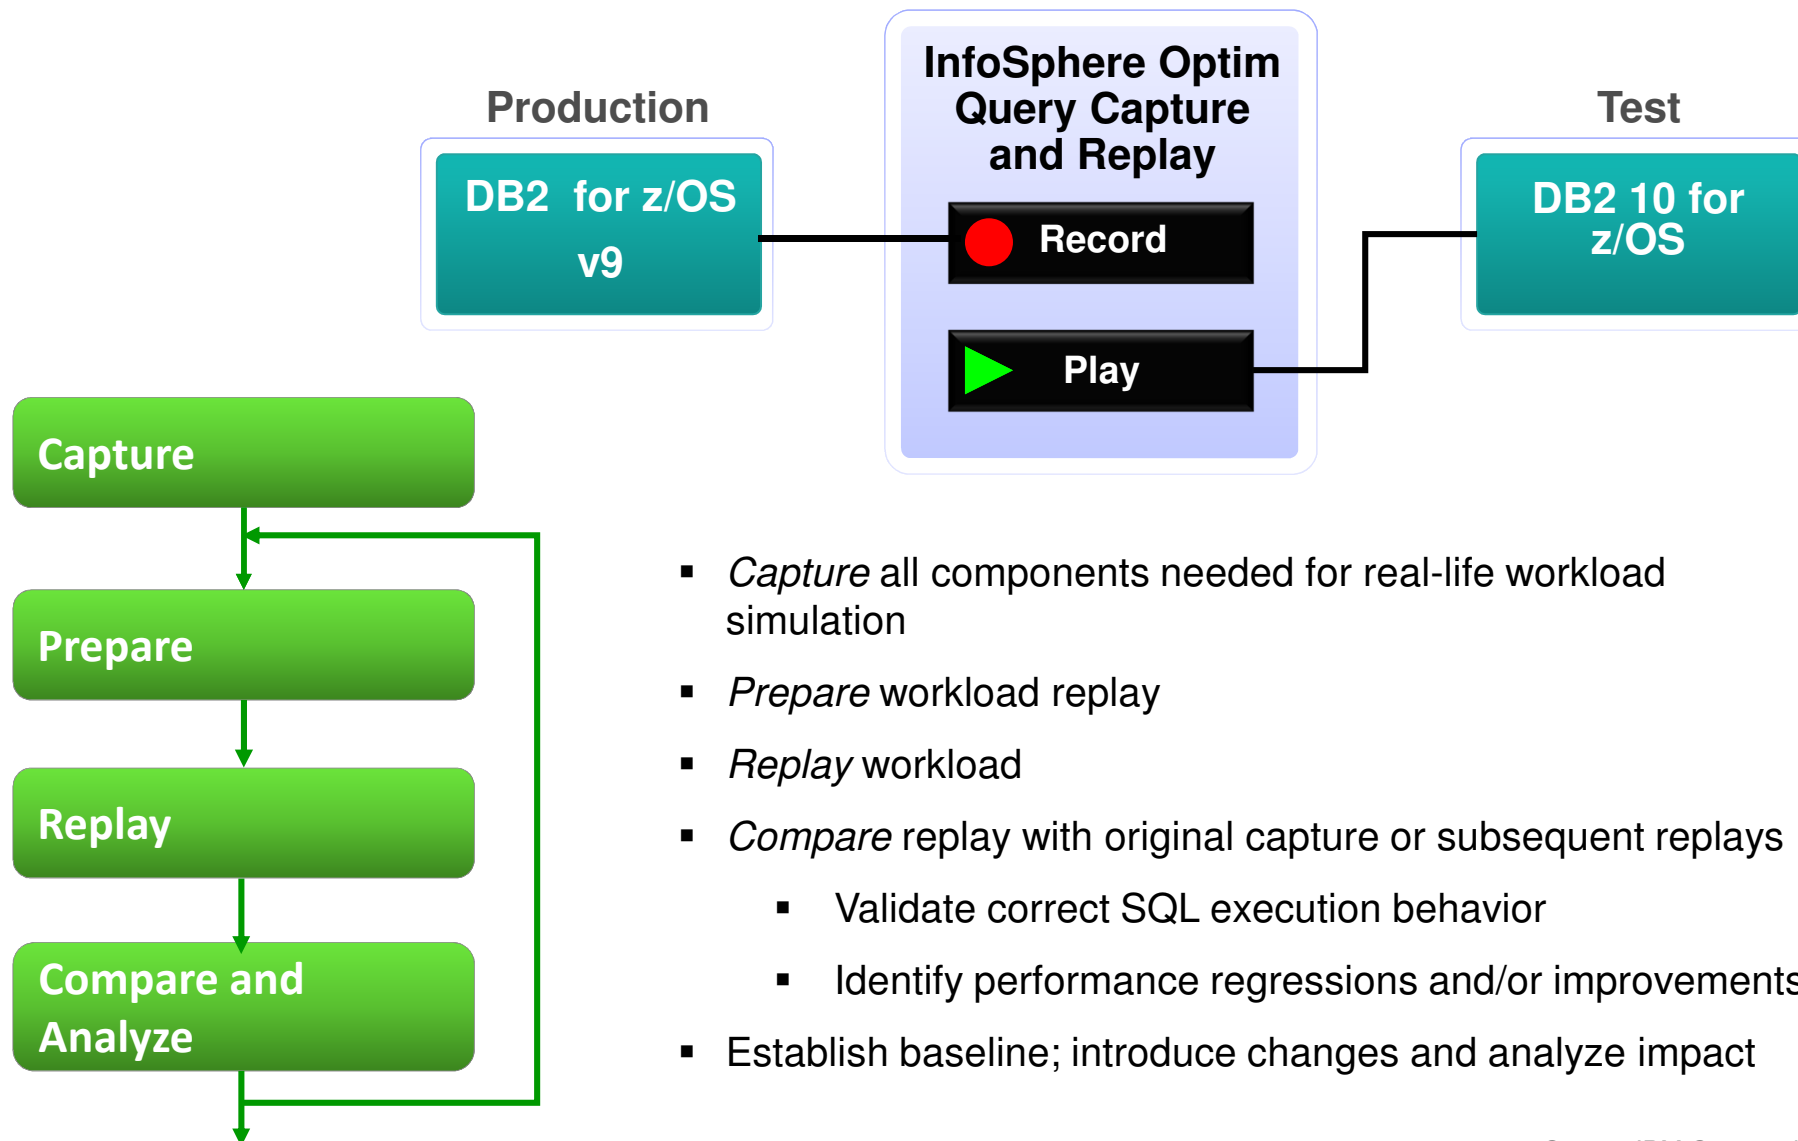 InfoSphere Optim
Query Capture
and Replay
Production
Test
DB2 for z/OS
v9
Record
Play
DB2 10 for
z/OS
Capture
Prepare
Replay
Compare and
Analyze
▪ Capture all components needed for real-life workload
simulation
▪ Prepare workload replay
▪ Replay workload
▪ Compare replay with original capture or subsequent replays
▪ Validate correct SQL execution behavior
▪ Identify performance regressions and/or improvements
▪ Establish baseline; introduce changes and analyze impact